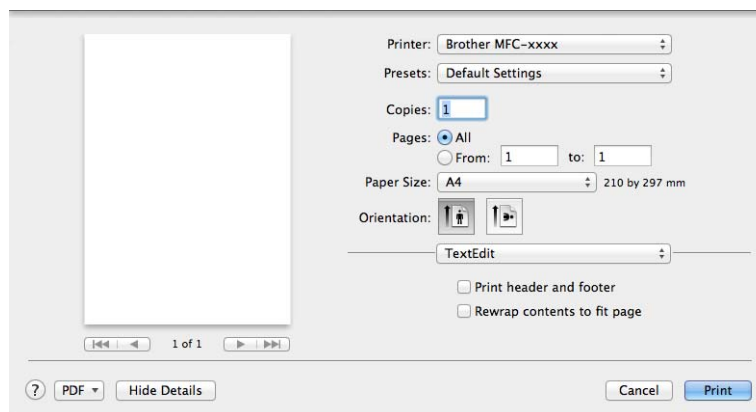 Printer: Brother MFC-xxxx
Presets: Default Settings
Copies: 1
Pages: All
From: 1 to: 1
Paper Size: A4 210 by 297 mm
Orientation:
TextEdit
Print header and footer
Rewrap contents to fit page
1 of 1
? PDF Hide Details Cancel Print